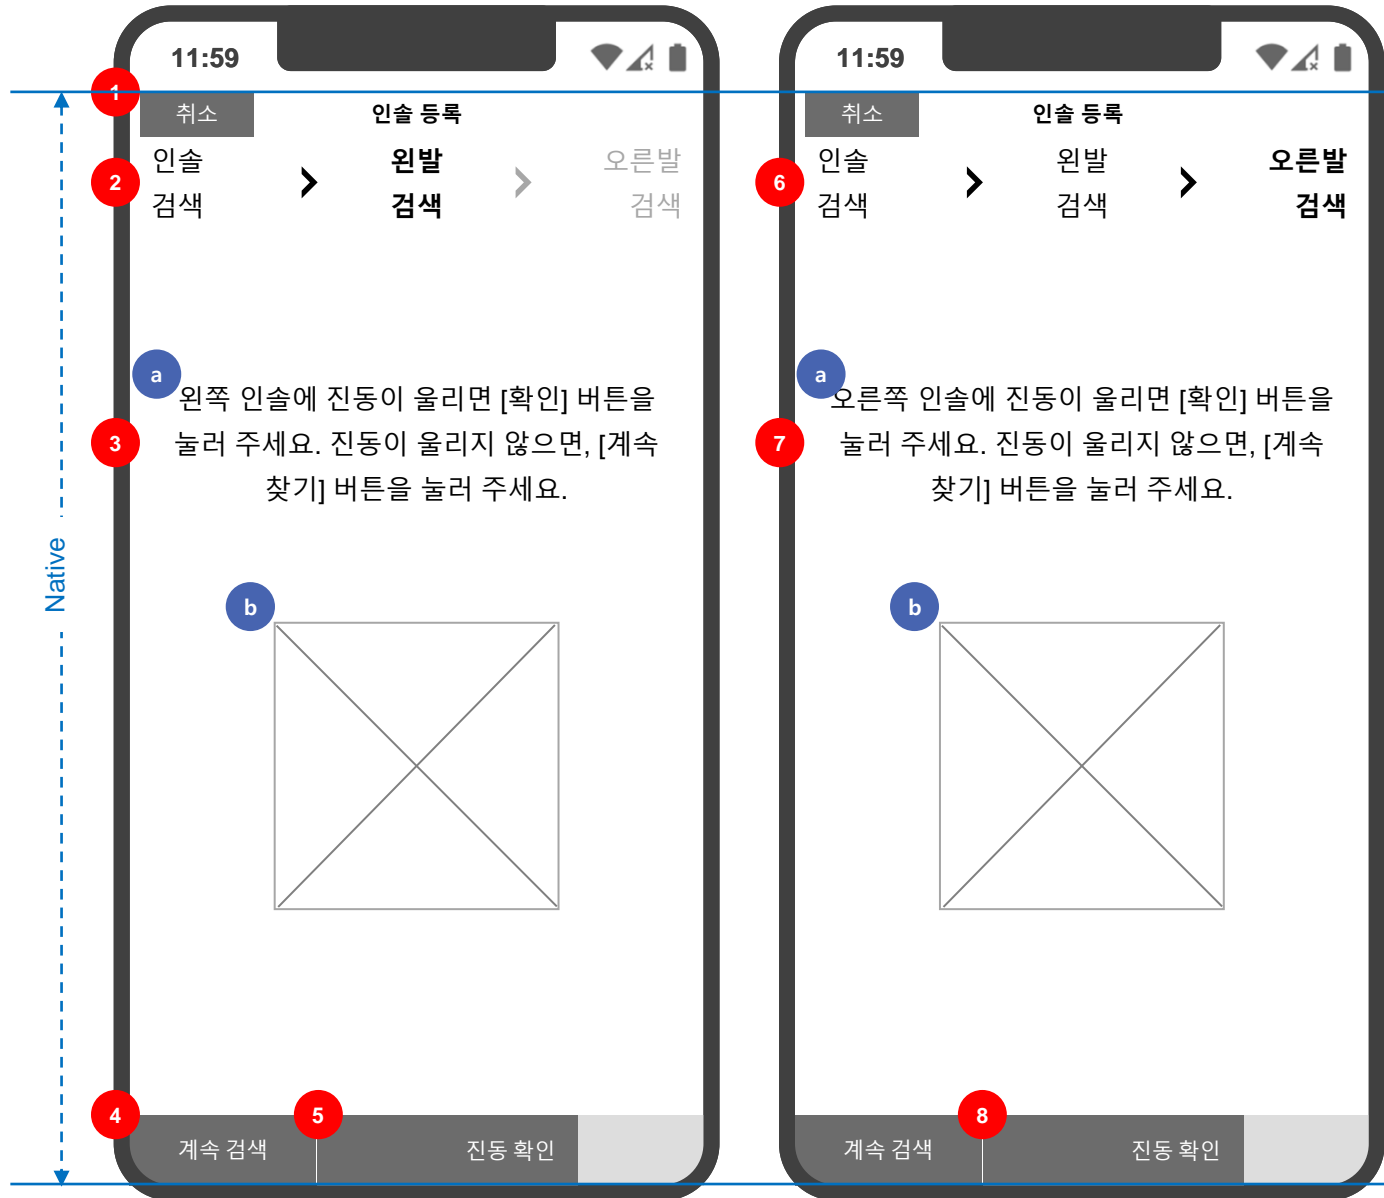 11:59
1
취소
인솔 등록
2
인솔
검색
왼발
검색
오른발
검색
a
왼쪽 인솔에 진동이 울리면 [확인] 버튼을
3
눌러 주세요. 진동이 울리지 않으면, [계속
찾기] 버튼을 눌러 주세요.
Native
b
4
계속 검색
5
진동 확인
11:59
취소
인솔 등록
6
인솔
검색
왼발
검색
오른발
검색
a
오른쪽 인솔에 진동이 울리면 [확인] 버튼을
7
눌러 주세요. 진동이 울리지 않으면, [계속
찾기] 버튼을 눌러 주세요.
b
계속 검색
8
진동 확인